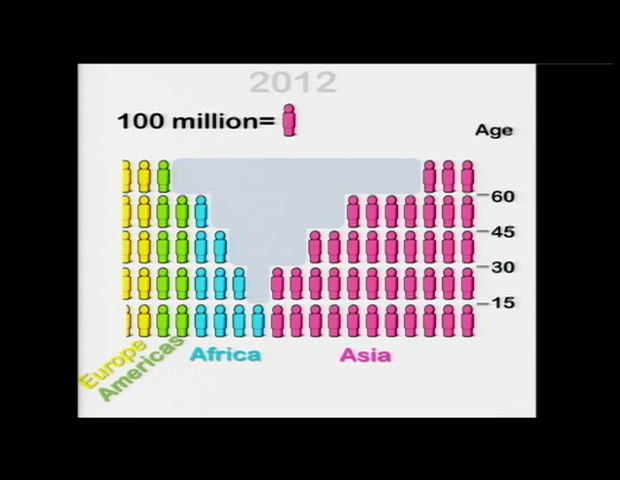 2012
100 million=
Age
60
45
30
15
Europe
Americas
Africa
Asia